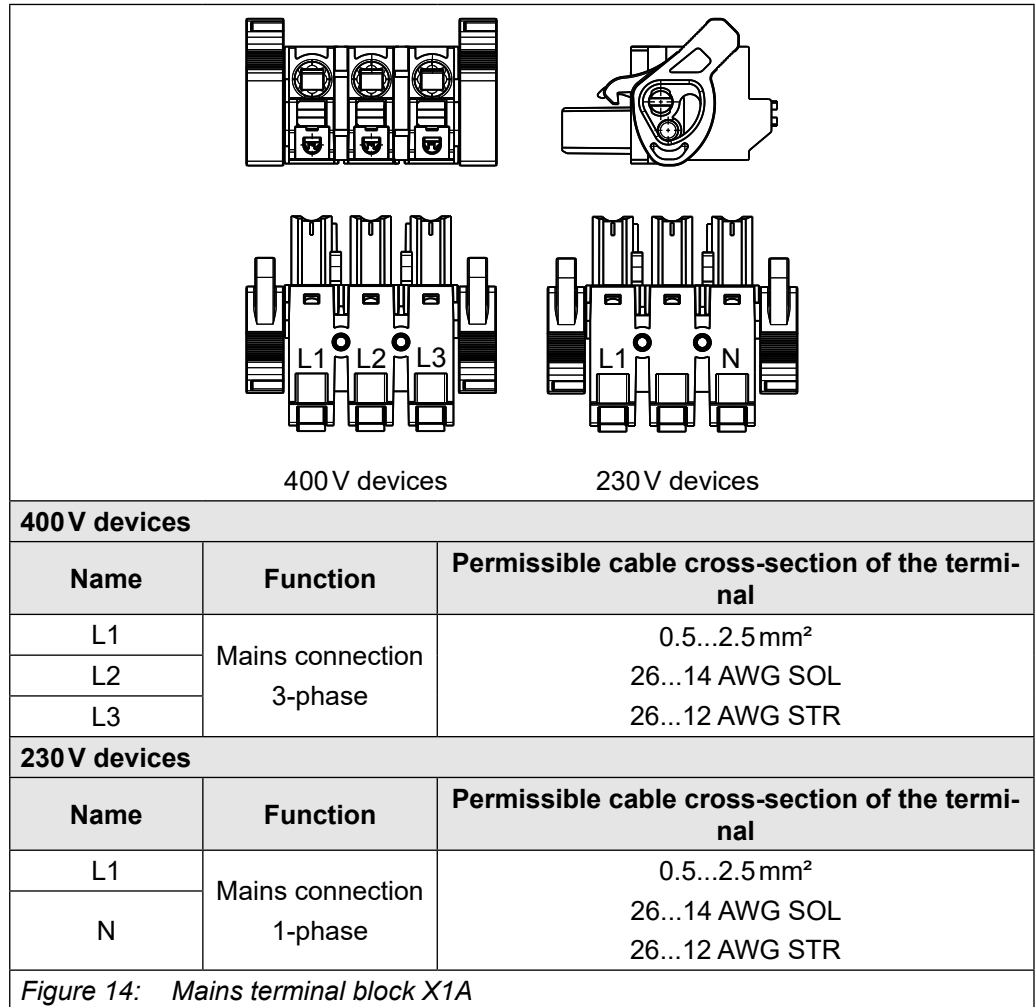 L1 L2 L3
L1 N
400 V devices 230 V devices
400 V devices
Name Function Permissible cable cross-section of the termi-
nal
L1
L2
L3
Mains connection
3-phase
0.5...2.5 mm²
26...14 AWG SOL
26...12 AWG STR
230 V devices
Name Function Permissible cable cross-section of the termi-
nal
L1
N
Mains connection
1-phase
0.5...2.5 mm²
26...14 AWG SOL
26...12 AWG STR
Figure 14: Mains terminal block X1A